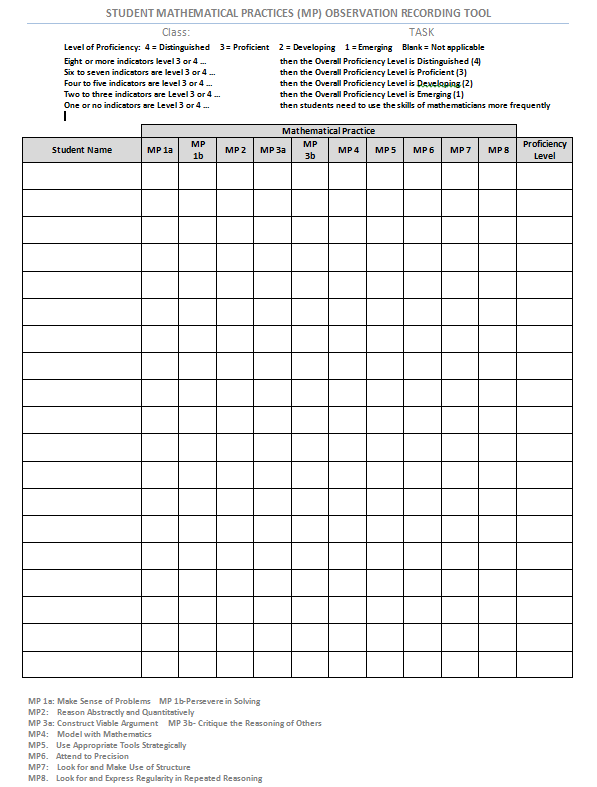 STUDENT MATHEMATICAL PRACTICES (MP) OBSERVATION RECORDING TOOL
Class: TASK
Level of Proficiency: 4 = Distinguished 3 = Proficient 2 = Developing 1 = Emerging Blank = Not applicable
Eight or more indicators level 3 or 4 ... then the Overall Proficiency Level is Distinguished (4)
Six to seven indicators are level 3 or 4 ... then the Overall Proficiency Level is Proficient (3)
Four to five indicators are level 3 or 4 ... then the Overall Proficiency Level is Developing (2)
Two to three indicators are Level 3 or 4 ... then the Overall Proficiency Level is Emerging (1)
One or no indicators are Level 3 or 4 ... then students need to use the skills of mathematicians more frequently
Mathematical Practice
Student Name MP 1a MP 1b MP 2 MP 3a MP 3b MP 4 MP 5 MP 6 MP 7 MP 8 Proficiency Level
MP 1a: Make Sense of Problems MP 1b-Persevere in Solving
MP2: Reason Abstractly and Quantitatively
MP 3a: Construct Viable Argument MP 3b- Critique the Reasoning of Others
MP4: Model with Mathematics
MP5. Use Appropriate Tools Strategically
MP6. Attend to Precision
MP7: Look for and Make Use of Structure
MP8. Look for and Express Regularity in Repeated Reasoning